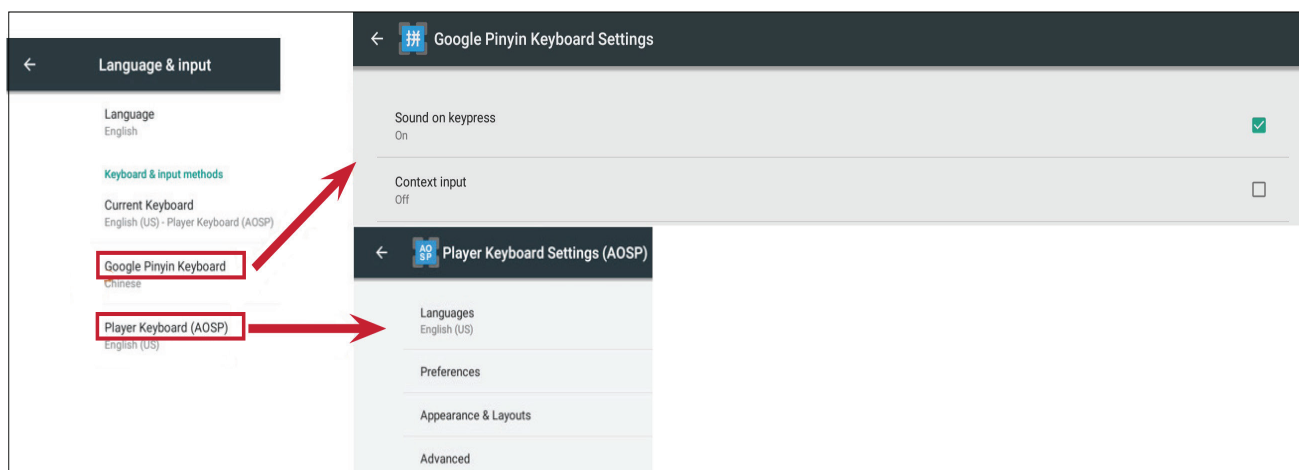 Language & input
Language
English
Keyboard & input methods
Current Keyboard
English (US) - Player Keyboard (AOSP)
Google Pinyin Keyboard
Chinese
Player Keyboard (AOSP)
English (US)
拼 Google Pinyin Keyboard Settings
Sound on keypress
On
Context input
Off
AO
SP
Player Keyboard Settings (AOSP)
Languages
English (US)
Preferences
Appearance & Layouts
Advanced